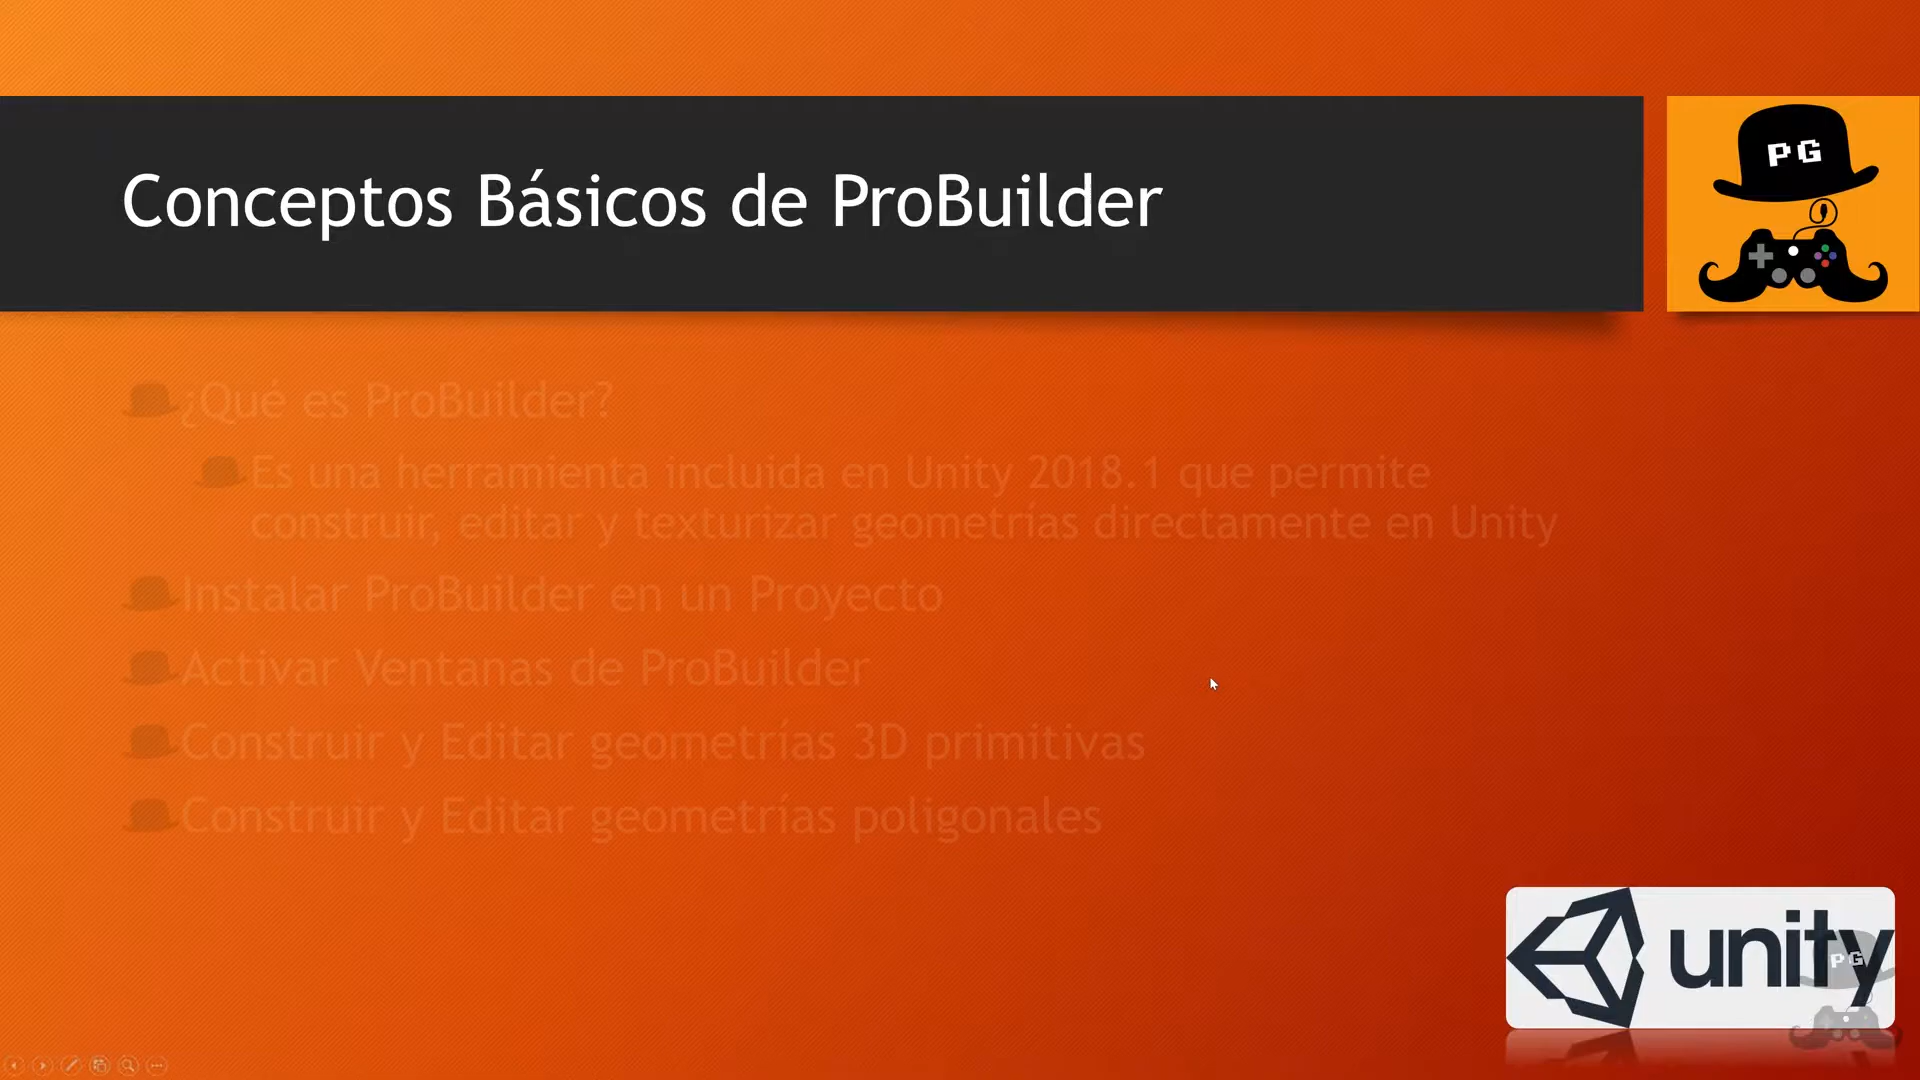 Conceptos Básicos de ProBuilder
PG
¿Qué es ProBuilder?
Es una herramienta incluida en Unity 2018.1 que permite
construir, editar y texturizar geometrías directamente en Unity
Instalar ProBuilder en un Proyecto
Activar Ventanas de ProBuilder
Construir y Editar geometrías 3D primitivas
Construir y Editar geometrías poligonales
unity
PG